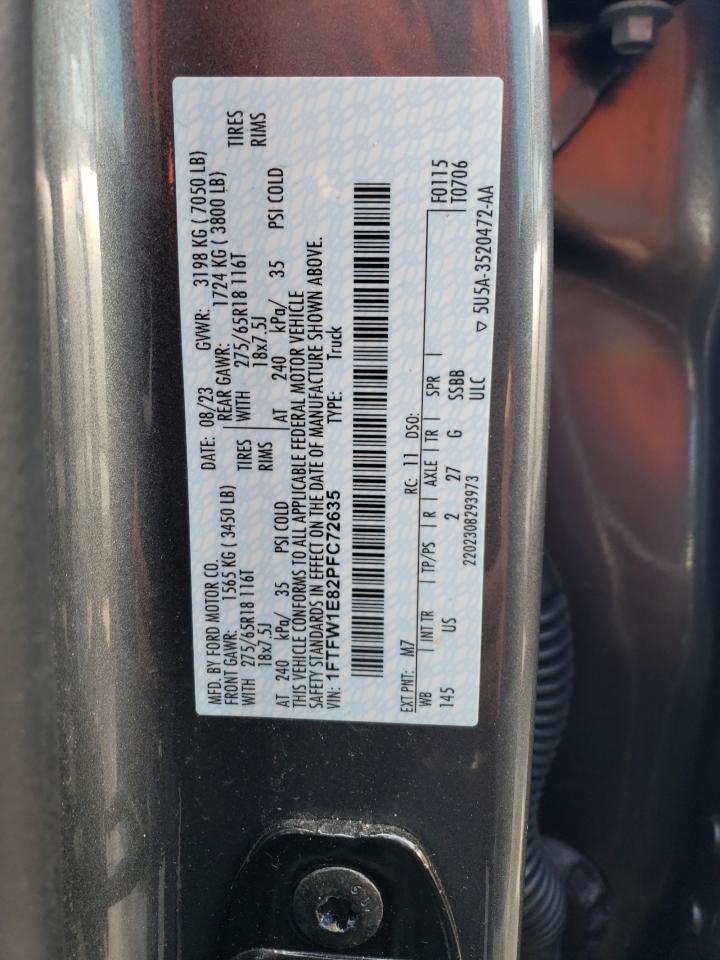 MFD. BY FORD MOTOR CO. DATE: 08/23 GVWR: 3198 KG ( 7050 LB)
FRONT GAWR: 1565 KG ( 3450 LB) REAR GAWR: 1724 KG ( 3800 LB)
WITH 275/65R18 116T TIRES WITH 275/65R18 116T TIRES
18x7.5J RIMS 18x7.5J RIMS
AT 240 kPa/ 35 PSI COLD AT 240 kPa/ 35 PSI COLD
THIS VEHICLE CONFORMS TO ALL APPLICABLE FEDERAL MOTOR VEHICLE
SAFETY STANDARDS IN EFFECT ON THE DATE OF MANUFACTURE SHOWN ABOVE.
VIN: 1FTFW1E82PFC72635 TYPE: Truck
EXT PNT: M7 RC: 11 DSO: F0115
WB INT TR TP/PS R AXLE TR SPR T0706
145 US 2 27 G SSBB
2202308293973 ULC ▽ 5U5A-3520472-AA